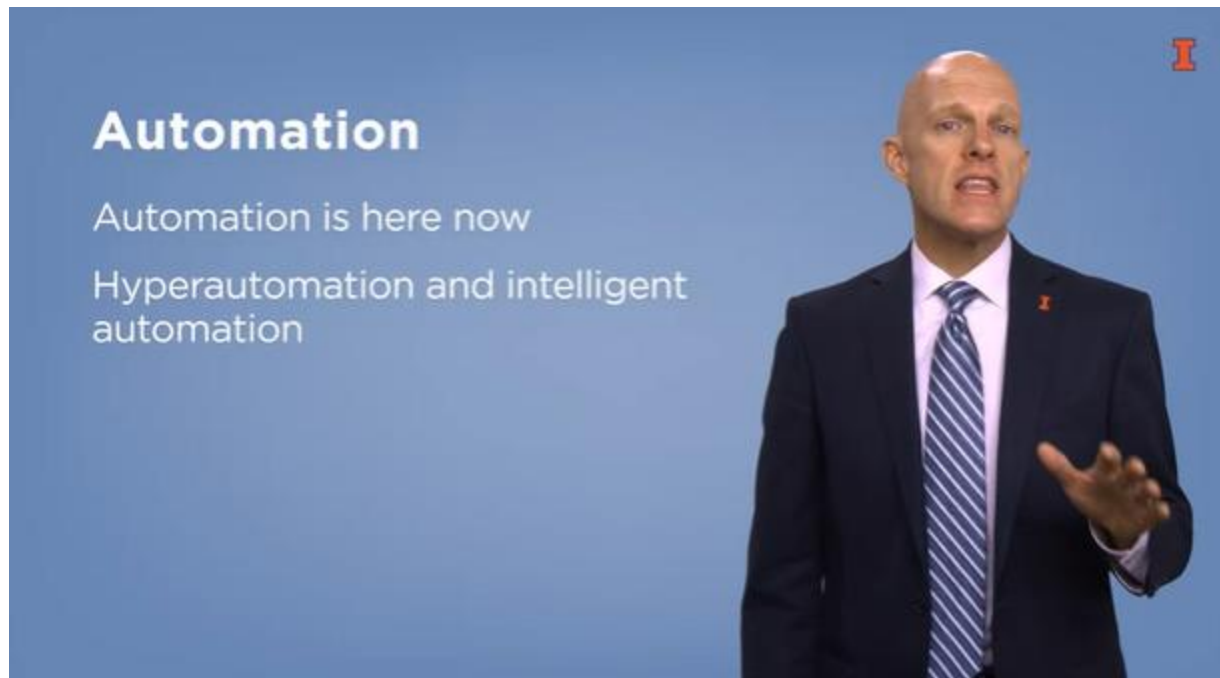 I
Automation
Automation is here now
Hyperautomation and intelligent
automation
I